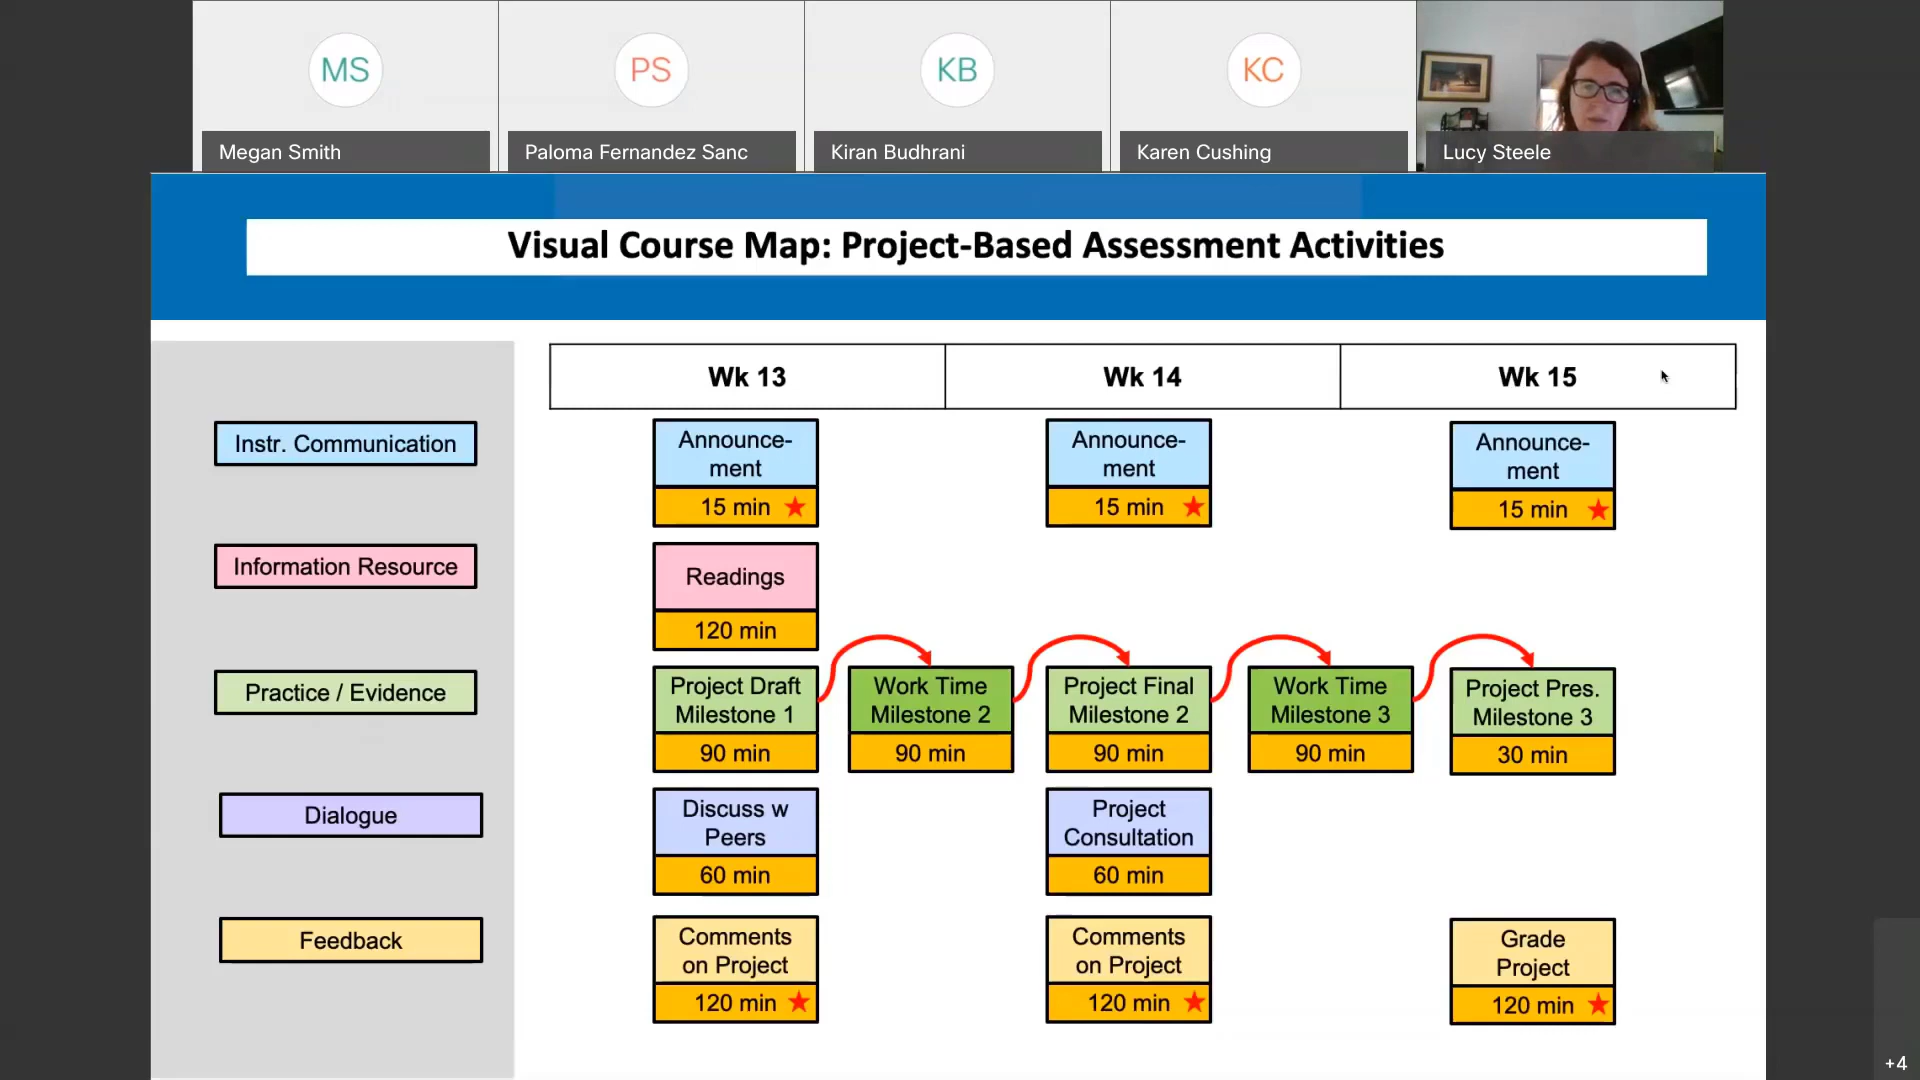 MS
PS
KB
KC
Megan Smith
Paloma Fernandez Sanc
Kiran Budhrani
Karen Cushing
Lucy Steele
Visual Course Map: Project-Based Assessment Activities
Wk 13
Wk 14
Wk 15
Instr. Communication
Announce-
ment
15 min
Announce-
ment
15 min
Announce-
ment
15 min
Information Resource
Readings
120 min
Practice / Evidence
Project Draft
Milestone 1
90 min
Work Time
Milestone 2
90 min
Project Final
Milestone 2
90 min
Work Time
Milestone 3
90 min
Project Pres.
Milestone 3
30 min
Dialogue
Discuss w
Peers
60 min
Project
Consultation
60 min
Feedback
Comments
on Project
120 min
Comments
on Project
120 min
Grade
Project
120 min
+4